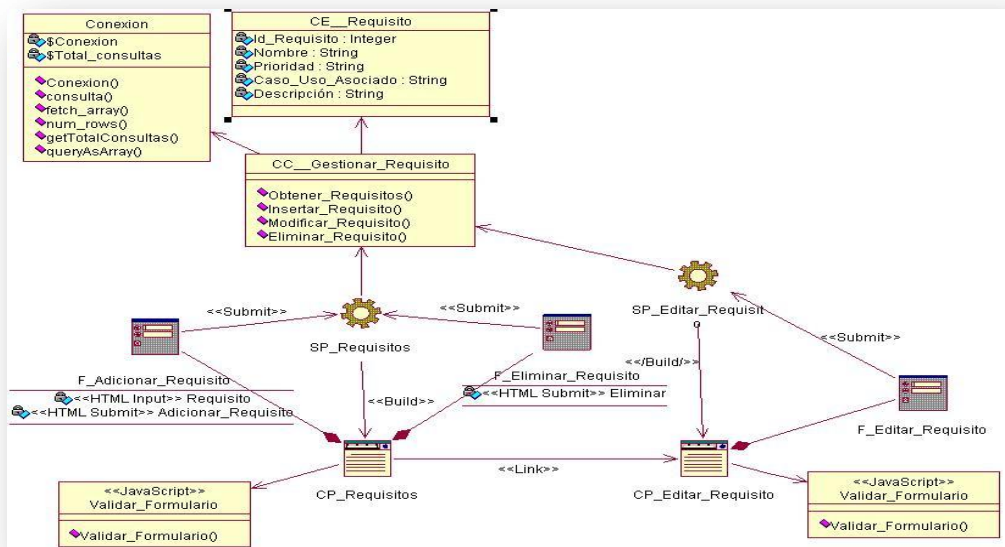 Conexion
$Conexion
$Total_consultas
Conexion()
consulta()
fetch_array()
num_rows()
getTotalConsultas()
queryAsArray()
CE__Requisito
Id_Requisito : Integer
Nombre : String
Prioridad : String
Caso_Uso_Asociado : String
Descripción : String
CC__Gestionar_Requisito
Obtener_Requisitos()
Insertar_Requisito()
Modificar_Requisito()
Eliminar_Requisito()
<<Submit>>
<<Submit>>
SP_Requisitos
SP_Editar_Requisit
o
<<Submit>>
F_Adicionar_Requisito
<<HTML Input>> Requisito
<<HTML Submit>> Adicionar_Requisito
<<Build>>
F_Eliminar_Requisito
<<HTML Submit>> Eliminar
<</Build/>>
F_Editar_Requisito
CP_Requisitos
<<Link>>
CP_Editar_Requisito
<<JavaScript>>
Validar_Formulario
Validar_Formulario()
<<JavaScript>>
Validar_Formulario
Validar_Formulario()